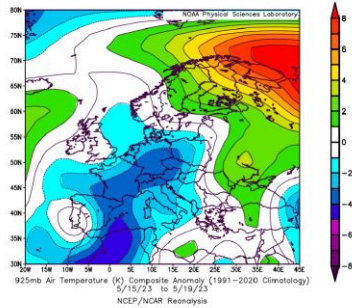 NOAA Physical Sciences Laboratory
80N
75N
70N
65N
60N
55N
50N
45N
40N
35N
30N
20W 15W 10W 5W 0 5E 10E 15E 20E 25E 30E 35E 40E 45E
8
6
4
2
0
-2
-4
-6
-8
925mb Air Temperature (K) Composite Anomaly (1991-2020 Climatology)
5/15/23 to 5/19/23
NCEP/NCAR Reanalysis